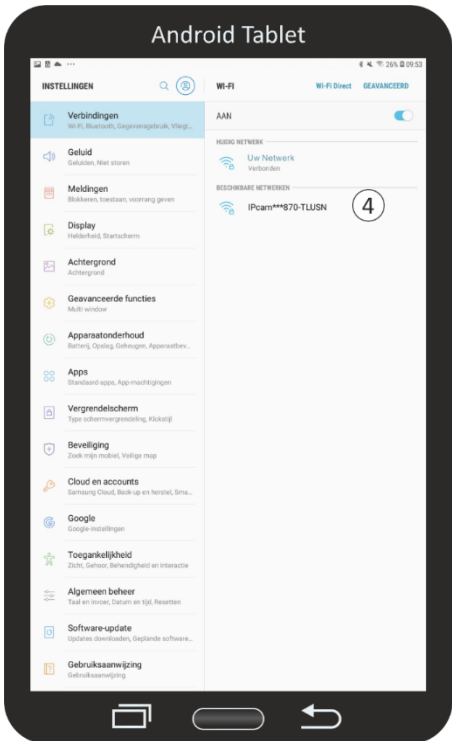 Android Tablet
26% 09:53
INSTELLINGEN
WI-FI
Wi-Fi Direct
GEAVANCEERD
Verbindingen
Wi-Fi, Bluetooth, Gegevensgebruik, Vliegt...
AAN
Geluid
Geluiden, Niet storen
HUIDIG NETWERK
Uw Netwerk
Verbonden
Meldingen
Blokkeren, toestaan, voorrang geven
BESCHIKBARE NETWERKEN
IPcam***870-TLUSN
4
Display
Helderheid, Startscherm
Achtergrond
Achtergrond
Geavanceerde functies
Multi window
Apparaatonderhoud
Batterij, Opslag, Geheugen, Apparaatbev...
Apps
Standaard apps, App-machtigingen
Vergrendelscherm
Type schermvergrendeling, Klokstijl
Beveiliging
Zoek mijn mobiel, Veilige map
Cloud en accounts
Samsung Cloud, Back-up en herstel, Sma...
Google
Google-instellingen
Toegankelijkheid
Zicht, Gehoor, Behendigheid en interactie
Algemeen beheer
Taal en invoer, Datum en tijd, Resetten
Software-update
Updates downloaden, Geplande software...
Gebruiksaanwijzing
Gebruiksaanwijzing